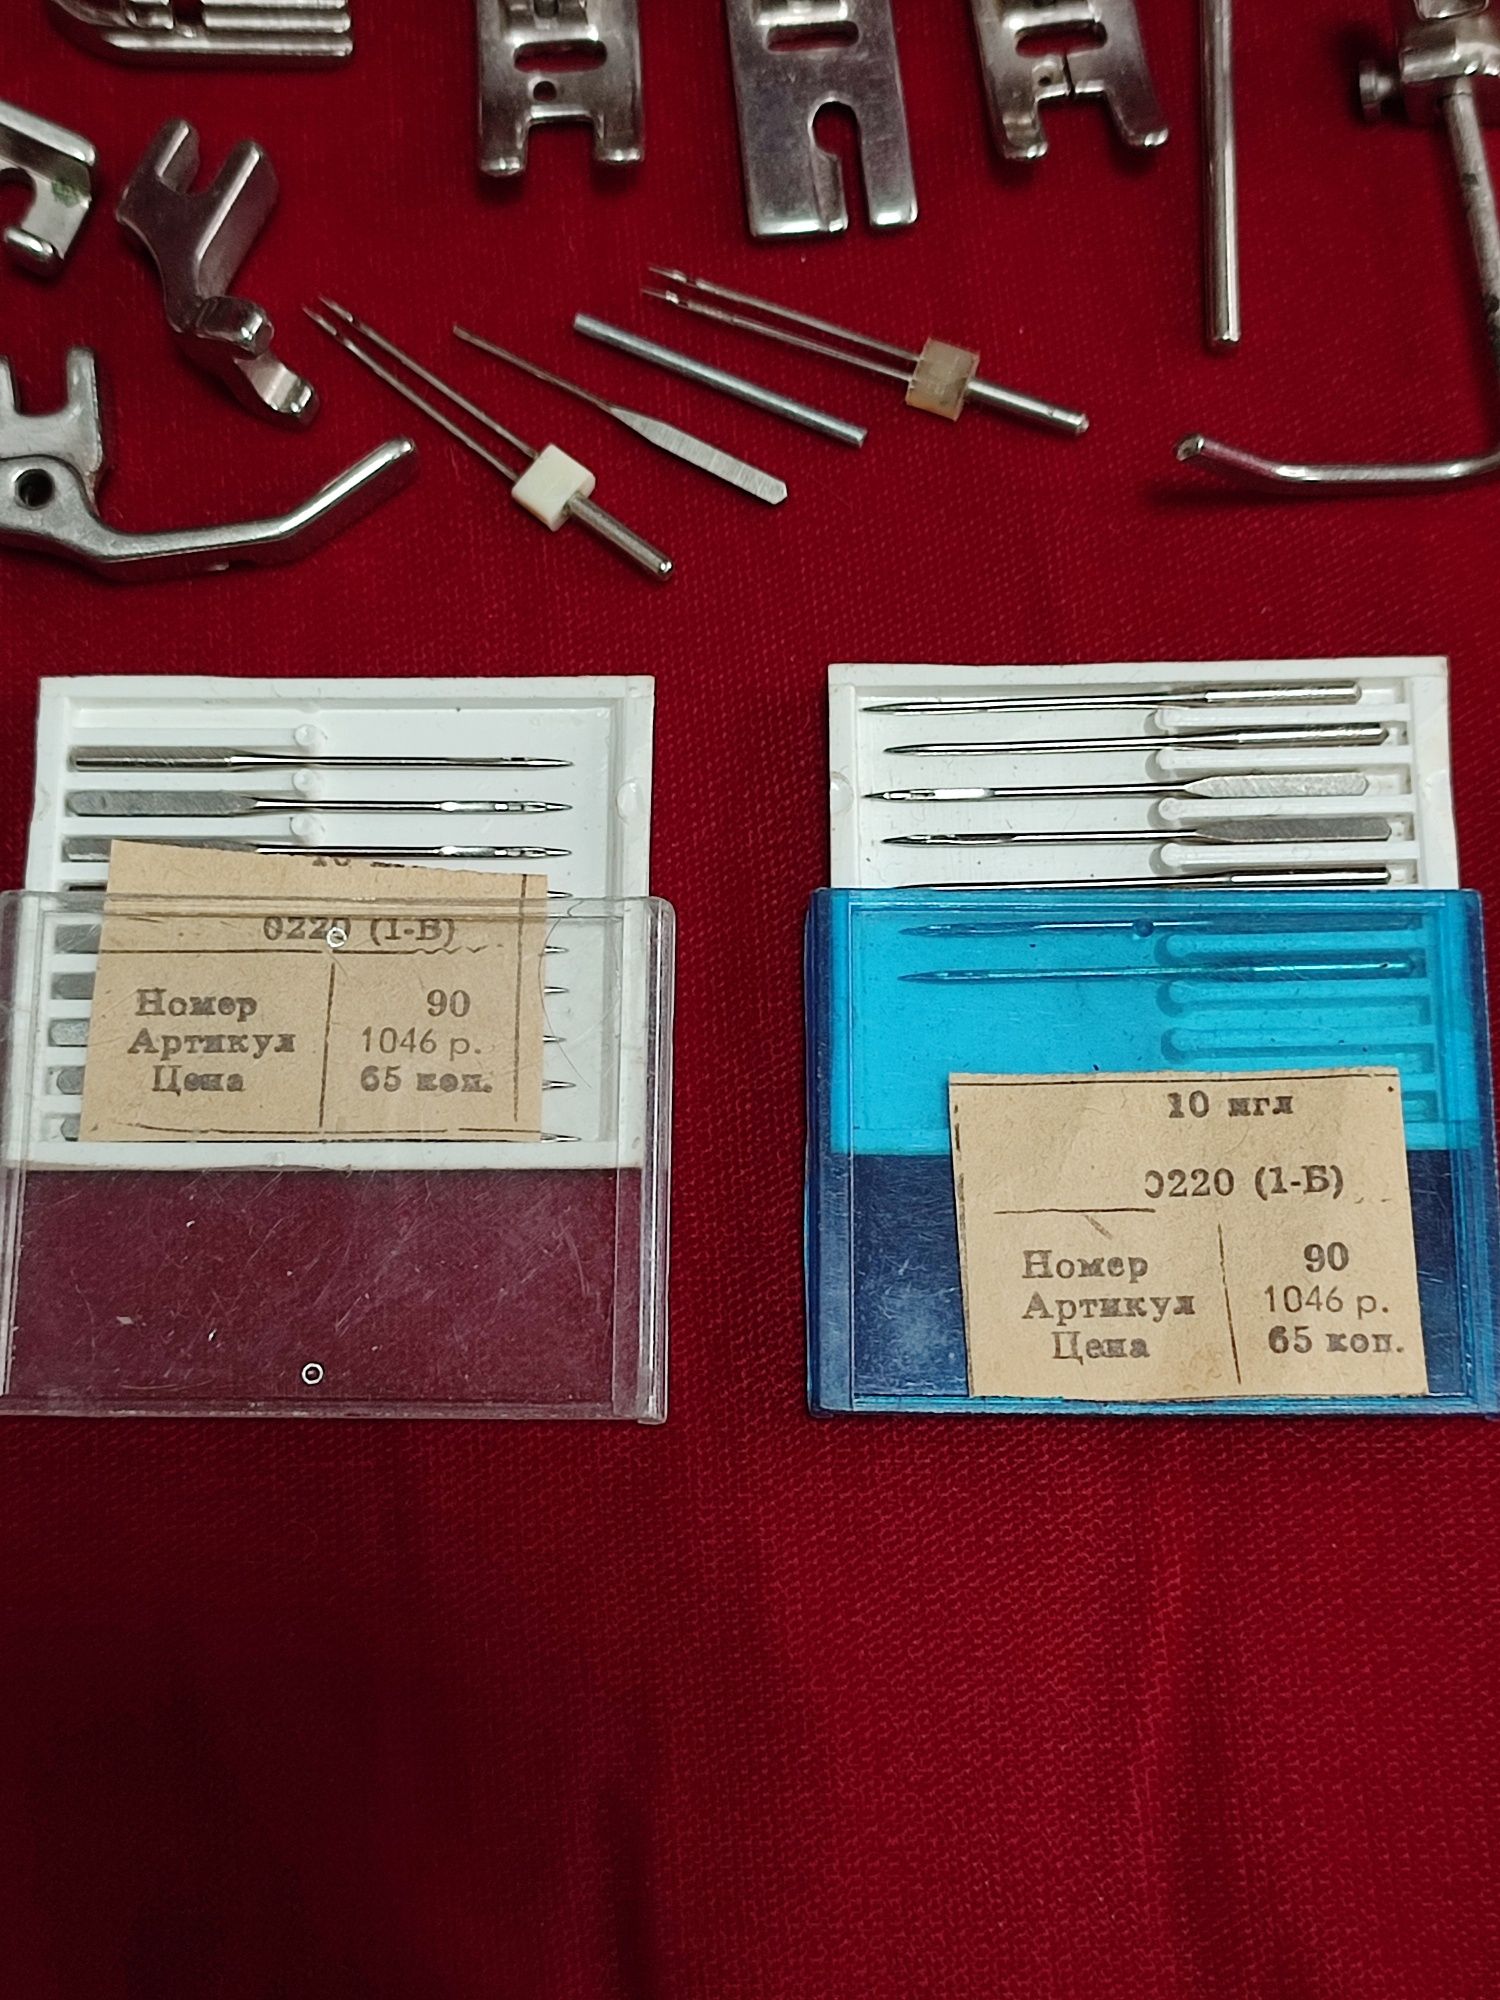 0220 (1-Б)
Номер 90
Артикул 1046 р.
Цена 65 коп.
10 игл
0220 (1-Б)
Номер 90
Артикул 1046 р.
Цена 65 коп.